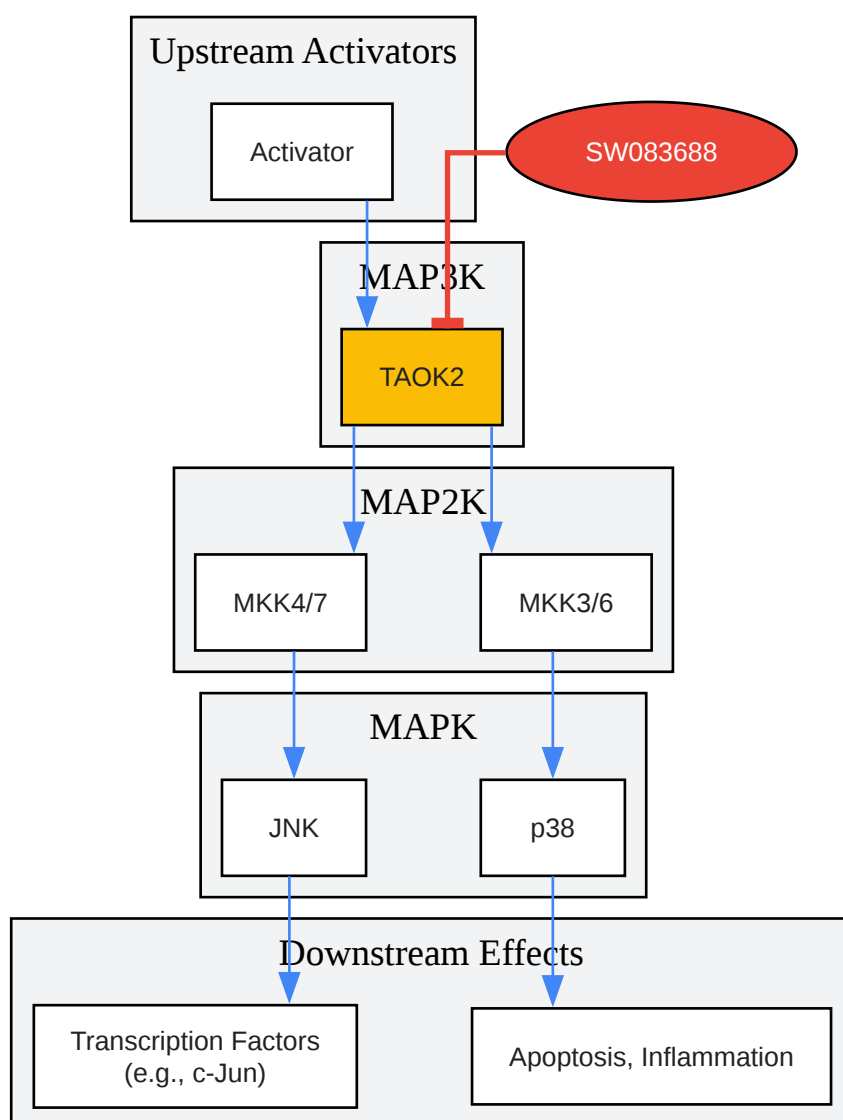 Upstream Activators
Activator
SW083688
MAP3K
TAOK2
MAP2K
MKK4/7
MKK3/6
MAPK
JNK
p38
Downstream Effects
Transcription Factors
(e.g., c-Jun)
Apoptosis, Inflammation